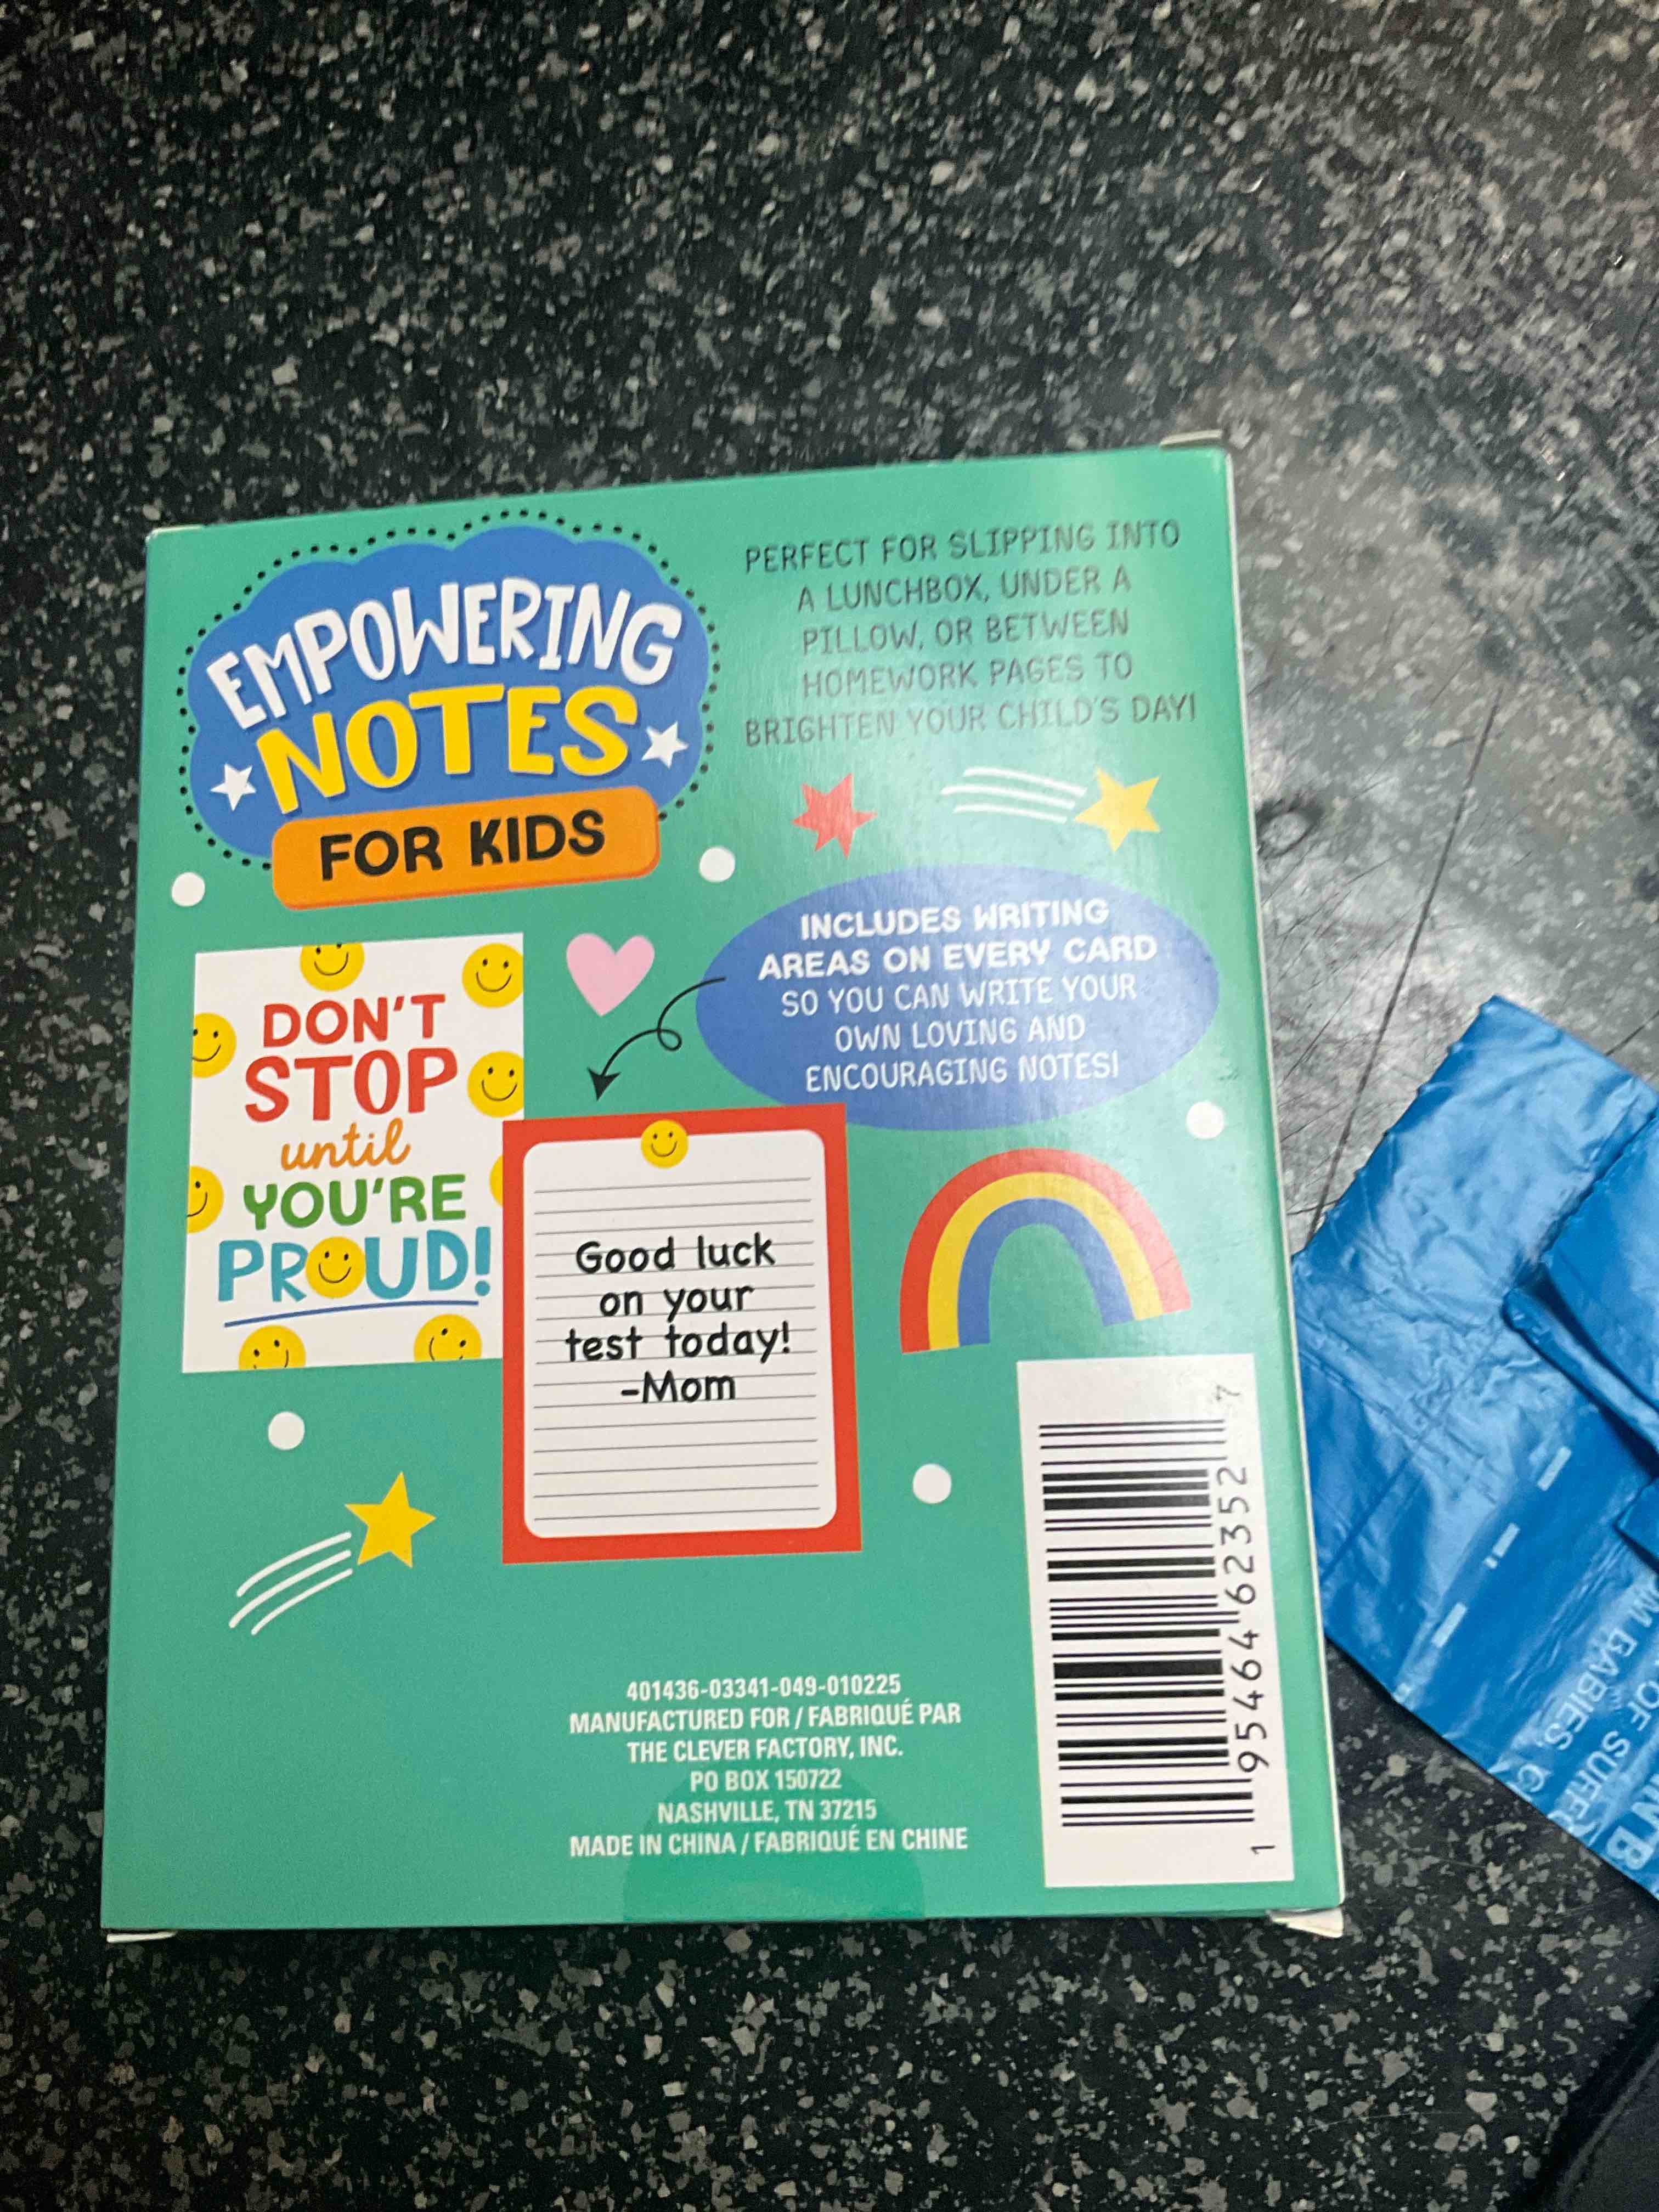 EMPOWERING
NOTES
FOR KIDS
PERFECT FOR SLIPPING INTO
A LUNCHBOX, UNDER A
PILLOW, OR BETWEEN
HOMEWORK PAGES TO
BRIGHTEN YOUR CHILD'S DAY!
INCLUDES WRITING
AREAS ON EVERY CARD
SO YOU CAN WRITE YOUR
OWN LOVING AND
ENCOURAGING NOTES!
DON'T
STOP
until
YOU'RE
PROUD!
Good luck
on your
test today!
-Mom
401436-03341-049-010225
MANUFACTURED FOR / FABRIQUÉ PAR
THE CLEVER FACTORY, INC.
PO BOX 150722
NASHVILLE, TN 37215
MADE IN CHINA / FABRIQUÉ EN CHINE
1 95464 62352 7
BABIES,
OF